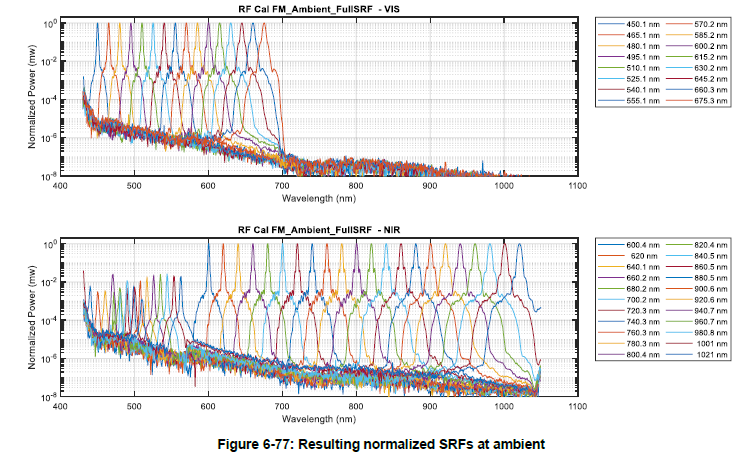 RF Cal FM_Ambient_FullSRF - VIS
Normalized Power (mw)
10^0
10^-2
10^-4
10^-6
10^-8
400 500 600 700 800 900 1000 1100
Wavelength (nm)
450.1 nm 570.2 nm
465.1 nm 585.2 nm
480.1 nm 600.2 nm
495.1 nm 615.2 nm
510.1 nm 630.2 nm
525.1 nm 645.2 nm
540.1 nm 660.3 nm
555.1 nm 675.3 nm
RF Cal FM_Ambient_FullSRF - NIR
Normalized Power (mw)
10^0
10^-2
10^-4
10^-6
10^-8
400 500 600 700 800 900 1000 1100
Wavelength (nm)
600.4 nm 820.4 nm
620 nm 840.5 nm
640.1 nm 860.5 nm
660.2 nm 880.5 nm
680.2 nm 900.6 nm
700.2 nm 920.6 nm
720.3 nm 940.7 nm
740.3 nm 960.7 nm
760.3 nm 980.8 nm
780.3 nm 1001 nm
800.4 nm 1021 nm
Figure 6-77: Resulting normalized SRFs at ambient